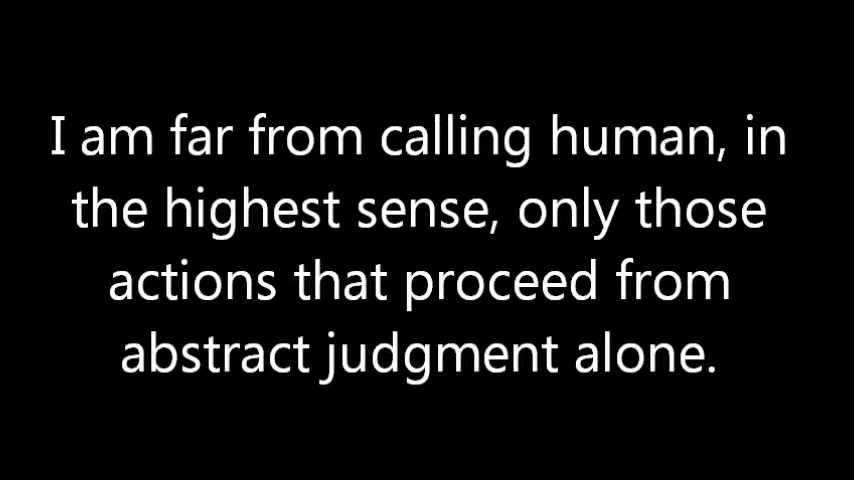 I am far from calling human, in
the highest sense, only those
actions that proceed from
abstract judgment alone.